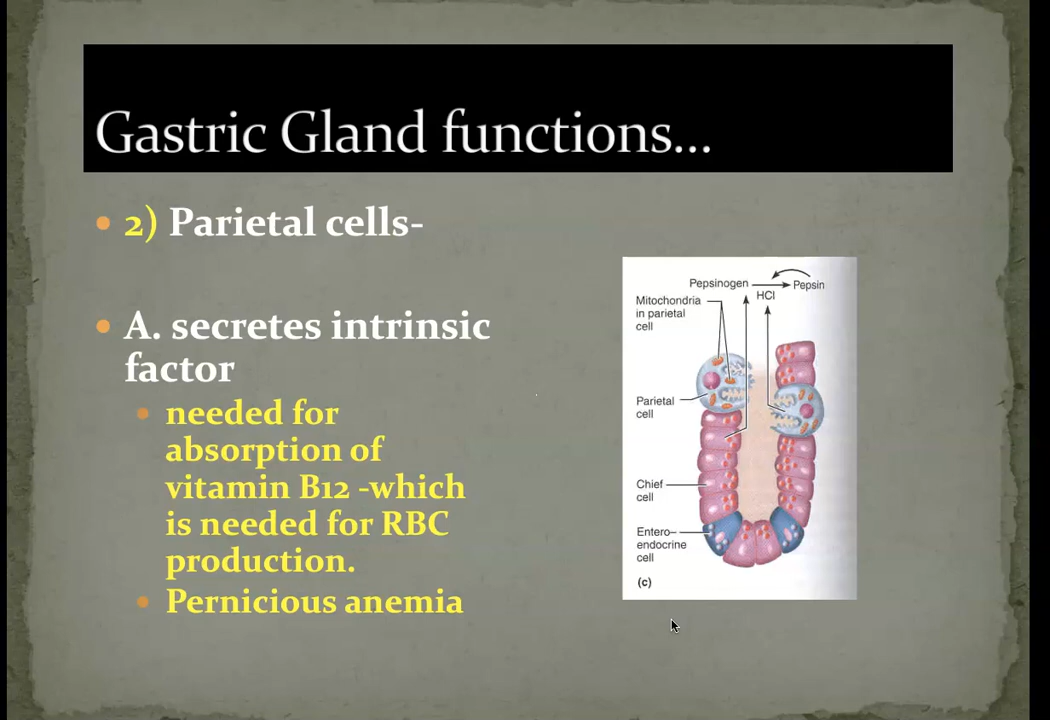 Gastric Gland functions...
2) Parietal cells-
A. secretes intrinsic
factor
needed for
absorption of
vitamin B12 -which
is needed for RBC
production.
Pernicious anemia
Pepsinogen
Pepsin
HCl
Mitochondria
in parietal
cell
Parietal
cell
Chief
cell
Entero-
endocrine
cell
(c)